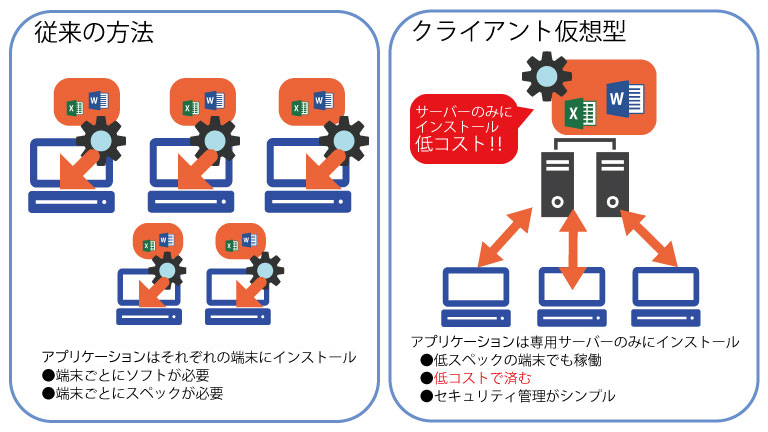 従来の方法
X W
X W
X W
X W
X W
アプリケーションはそれぞれの端末にインストール
●端末ごとにソフトが必要
●端末ごとにスペックが必要
クライアント仮想型
サーバーのみに
インストール
低コスト!!
X W
アプリケーションは専用サーバーのみにインストール
●低スペックの端末でも稼働
●低コストで済む
●セキュリティ管理がシンプル